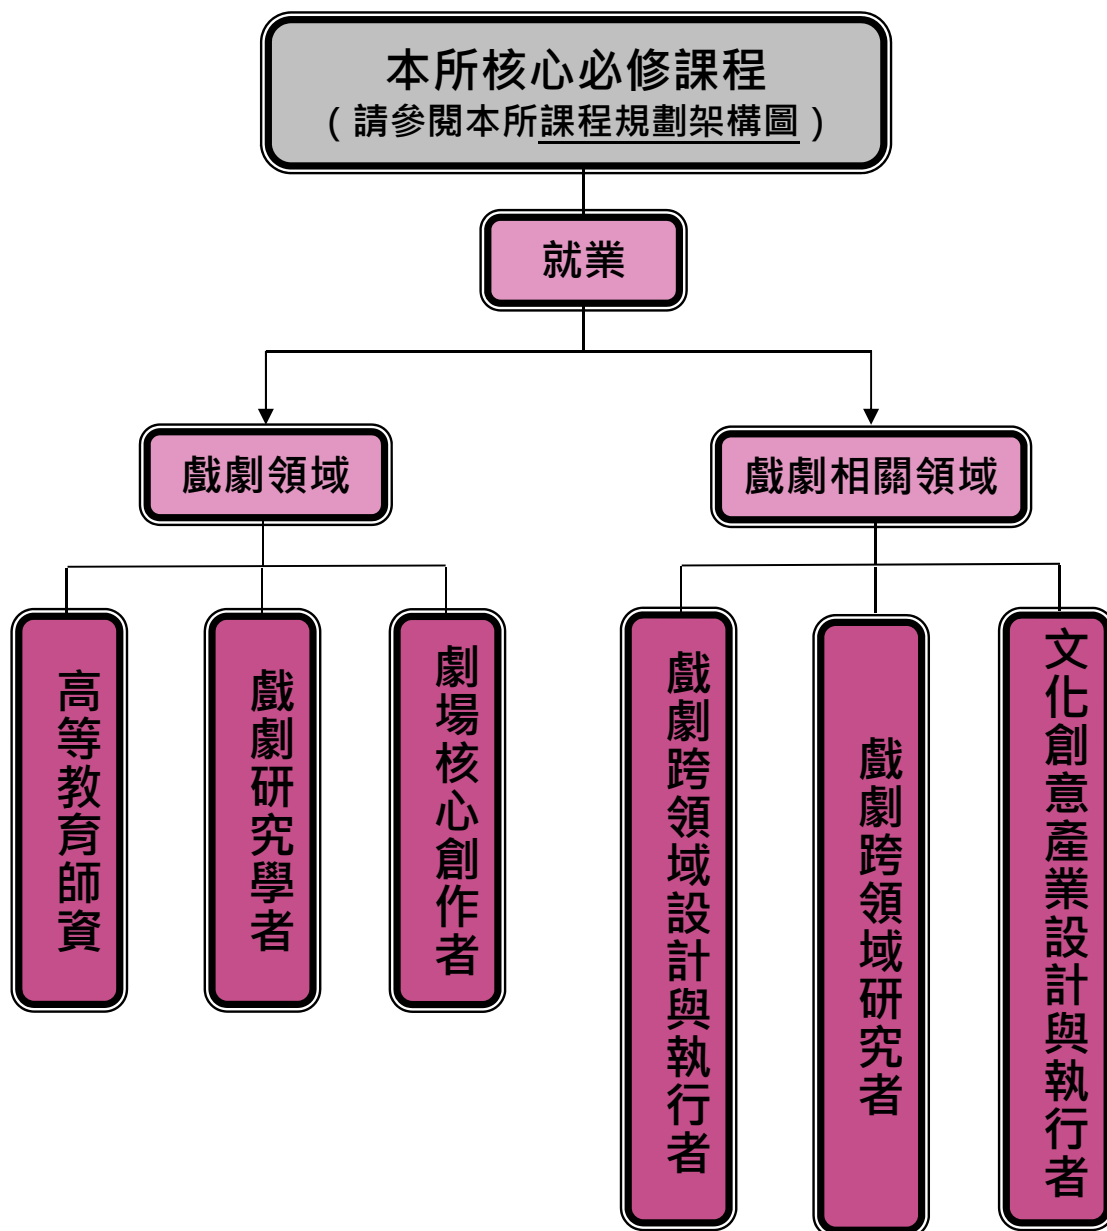 本所核心必修課程
（請參閱本所課程規劃架構圖）
就業
戲劇領域
戲劇相關領域
高等教育師資
戲劇研究學者
劇場核心創作者
戲劇跨領域設計與執行者
戲劇跨領域研究者
文化創意產業設計與執行者